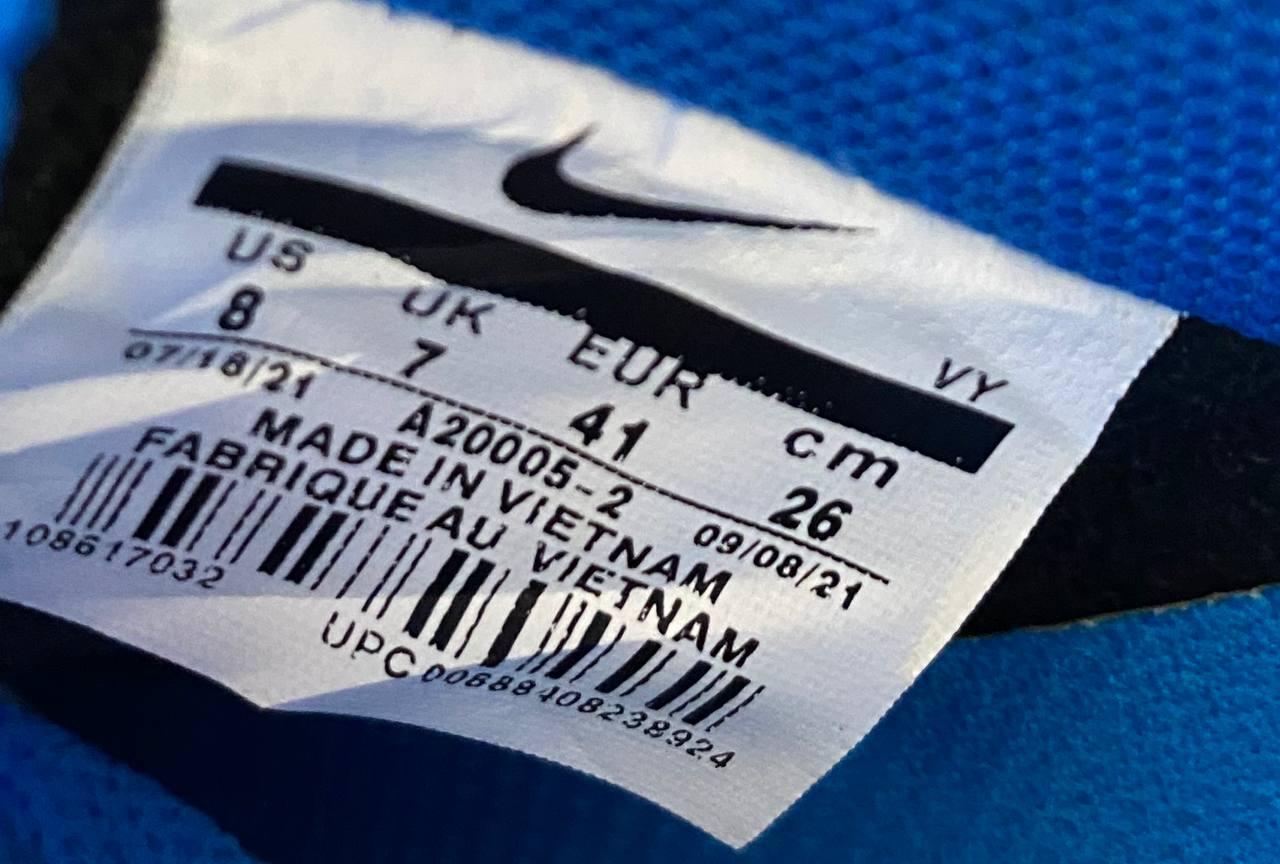 VY
US UK EUR cm
8 7 41 26
07/18/21 A20005-2 09/08/21
MADE IN VIETNAM
FABRIQUE AU VIETNAM
108617032
UPC 00688408238924